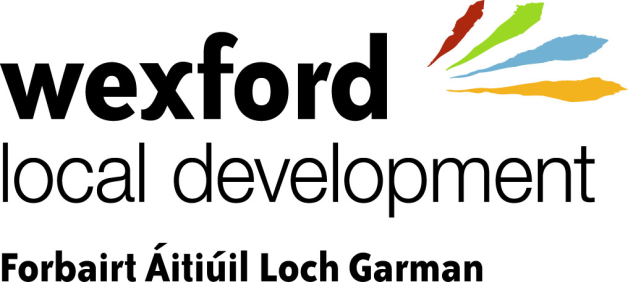 wexford
local development
Forbairt Áitiúil Loch Garman